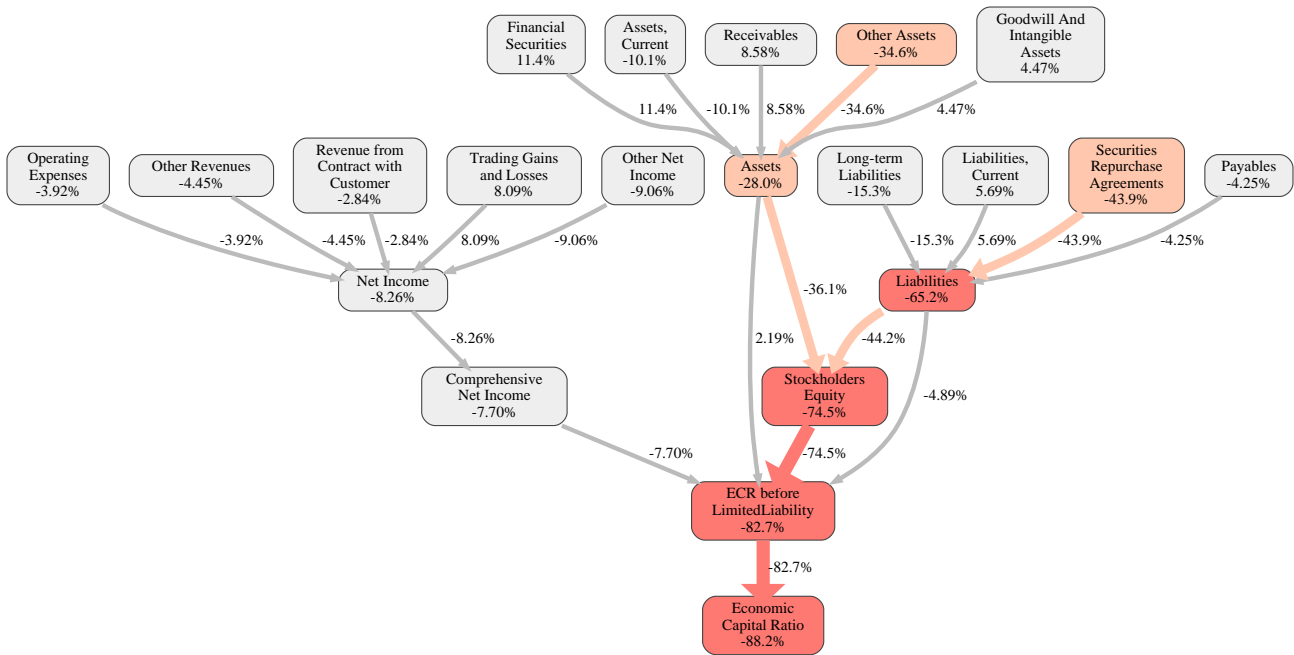 Financial
Securities
11.4%
Assets,
Current
-10.1%
Receivables
8.58%
Other Assets
-34.6%
Goodwill And
Intangible
Assets
4.47%
11.4%
-10.1%
8.58%
-34.6%
4.47%
Operating
Expenses
-3.92%
Other Revenues
-4.45%
Revenue from
Contract with
Customer
-2.84%
Trading Gains
and Losses
8.09%
Other Net
Income
-9.06%
Assets
-28.0%
Long-term
Liabilities
-15.3%
Liabilities,
Current
5.69%
Securities
Repurchase
Agreements
-43.9%
Payables
-4.25%
-3.92%
-4.45%
-2.84%
8.09%
-9.06%
-15.3%
5.69%
-43.9%
-4.25%
Net Income
-8.26%
-36.1%
Liabilities
-65.2%
-8.26%
2.19%
-44.2%
Comprehensive
Net Income
-7.70%
Stockholders
Equity
-74.5%
-4.89%
-7.70%
-74.5%
ECR before
LimitedLiability
-82.7%
-82.7%
Economic
Capital Ratio
-88.2%